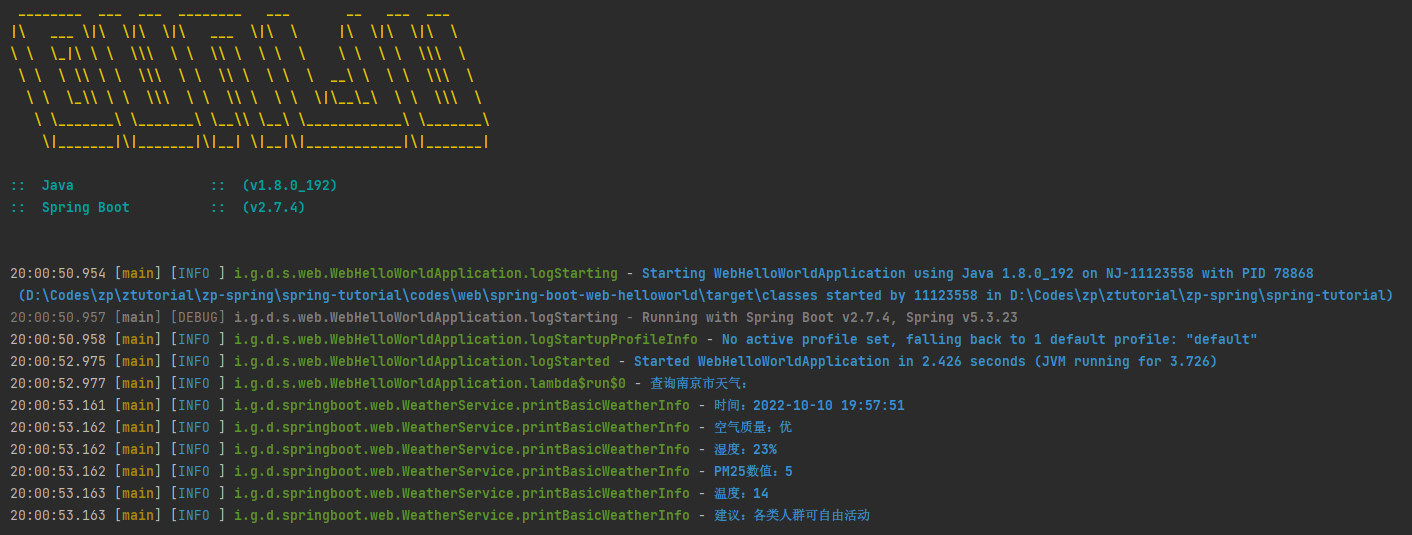 ________  ___  ___  ________   ___       __   ___  ___
|\   ___ \|\  \|\  \|\   ___  \|\  \     |\  \|\  \|\  \
\ \  \_|\ \ \  \\\  \ \  \\ \  \ \  \    \ \  \ \  \\\  \
 \ \  \ \\ \ \  \\\  \ \  \\ \  \ \  \  __\ \  \ \  \\\  \
  \ \  \_\\ \ \  \\\  \ \  \\ \  \ \  \|\__\_\  \ \  \\\  \
   \ \_______\ \_______\ \__\\ \__\ \____________\ \_______\
    \|_______|\|_______|\|__| \|__|\|____________|\|_______|
:: Java :: (v1.8.0_192)
:: Spring Boot :: (v2.7.4)
20:00:50.954 [main] [INFO ] i.g.d.s.web.WebHelloWorldApplication.logStarting - Starting WebHelloWorldApplication using Java 1.8.0_192 on NJ-11123558 with PID 78868
(D:\Codes\zp\ztutorial\zp-spring\spring-tutorial\codes\web\spring-boot-web-helloworld\target\classes started by 11123558 in D:\Codes\zp\ztutorial\zp-spring\spring-tutorial)
20:00:50.957 [main] [DEBUG] i.g.d.s.web.WebHelloWorldApplication.logStarting - Running with Spring Boot v2.7.4, Spring v5.3.23
20:00:50.958 [main] [INFO ] i.g.d.s.web.WebHelloWorldApplication.logStartupProfileInfo - No active profile set, falling back to 1 default profile: "default"
20:00:52.975 [main] [INFO ] i.g.d.s.web.WebHelloWorldApplication.logStarted - Started WebHelloWorldApplication in 2.426 seconds (JVM running for 3.726)
20:00:52.977 [main] [INFO ] i.g.d.s.web.WebHelloWorldApplication.lambda$run$0 - 查询南京市天气：
20:00:53.161 [main] [INFO ] i.g.d.springboot.web.WeatherService.printBasicWeatherInfo - 时间：2022-10-10 19:57:51
20:00:53.162 [main] [INFO ] i.g.d.springboot.web.WeatherService.printBasicWeatherInfo - 空气质量：优
20:00:53.162 [main] [INFO ] i.g.d.springboot.web.WeatherService.printBasicWeatherInfo - 湿度：23%
20:00:53.162 [main] [INFO ] i.g.d.springboot.web.WeatherService.printBasicWeatherInfo - PM25数值：5
20:00:53.163 [main] [INFO ] i.g.d.springboot.web.WeatherService.printBasicWeatherInfo - 温度：14
20:00:53.163 [main] [INFO ] i.g.d.springboot.web.WeatherService.printBasicWeatherInfo - 建议：各类人群可自由活动